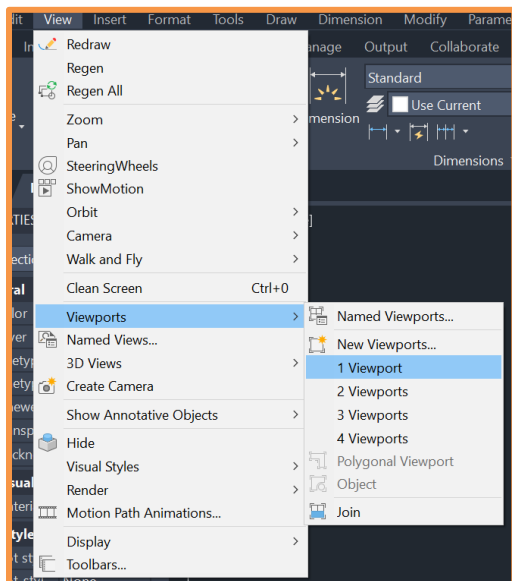 View Insert Format Tools Draw Dimension Modify
Output Collaborate
Redraw
Regen
Regen All
Standard
Use Current
Zoom >
Pan >
SteeringWheels
ShowMotion
Dimensions
Orbit >
Camera >
Walk and Fly >
Clean Screen Ctrl+0
Viewports >
Named Views...
3D Views >
Create Camera
Show Annotative Objects >
Hide
Visual Styles >
Render >
Motion Path Animations...
Display >
Toolbars...
Named Viewports...
New Viewports...
1 Viewport
2 Viewports
3 Viewports
4 Viewports
Polygonal Viewport
Object
Join